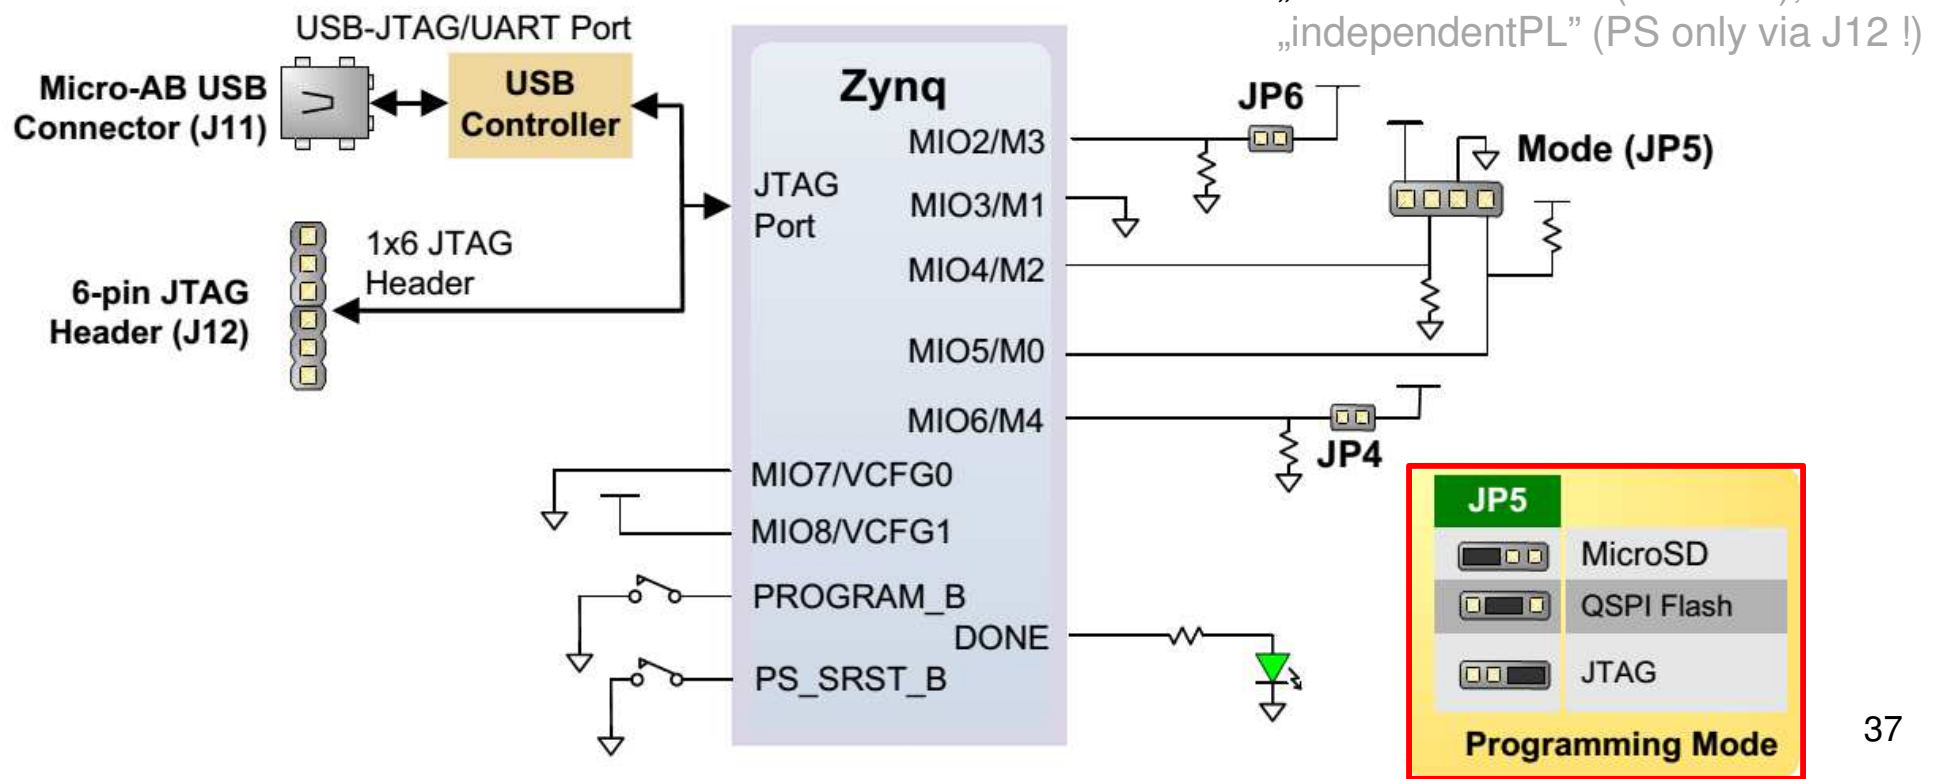 „independentPL” (PS only via J12 !)
USB-JTAG/UART Port
Micro-AB USB
Connector (J11)
USB
Controller
Zynq
JP6
Mode (JP5)
MIO2/M3
JTAG
Port
MIO3/M1
1x6 JTAG
Header
MIO4/M2
6-pin JTAG
Header (J12)
MIO5/M0
MIO6/M4
JP4
MIO7/VCFG0
MIO8/VCFG1
PROGRAM_B
DONE
PS_SRST_B
JP5
MicroSD
QSPI Flash
JTAG
Programming Mode
37